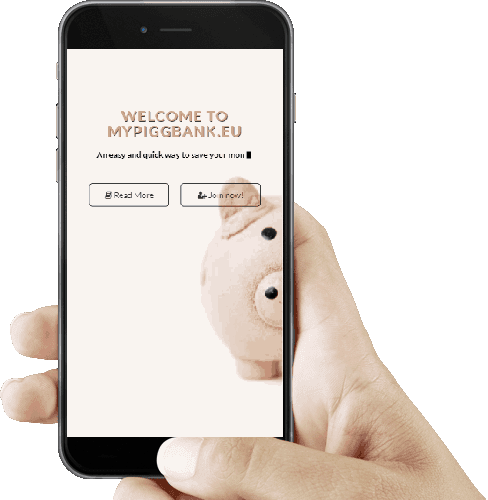 WELCOME TO
MYPIGGBANK.EU
An easy and quick way to save your mon
Read More
Join now!